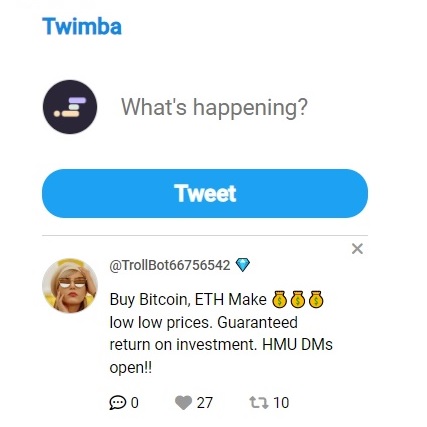 Twimba
What's happening?
Tweet
@TrollBot66756542 💎
Buy Bitcoin, ETH Make 💰💰💰
low low prices. Guaranteed
return on investment. HMU DMs
open!!
0 27 10